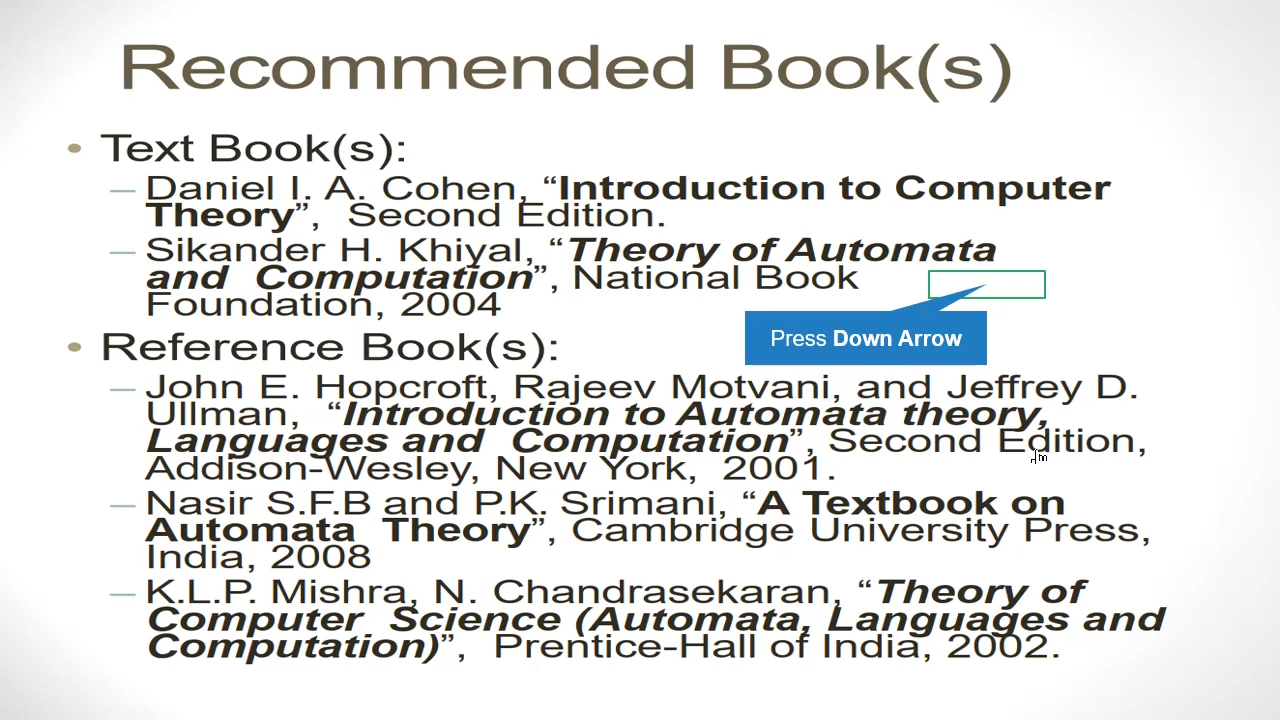 Recommended Book(s)
• Text Book(s):
– Daniel I. A. Cohen, “Introduction to Computer
Theory”, Second Edition.
– Sikander H. Khiyal, “Theory of Automata
and Computation”, National Book
Foundation, 2004
Press Down Arrow
• Reference Book(s):
– John E. Hopcroft, Rajeev Motvani, and Jeffrey D.
Ullman, “Introduction to Automata theory,
Languages and Computation”, Second Edition,
Addison-Wesley, New York, 2001.
– Nasir S.F.B and P.K. Srimani, “A Textbook on
Automata Theory”, Cambridge University Press,
India, 2008
– K.L.P. Mishra, N. Chandrasekaran, “Theory of
Computer Science (Automata, Languages and
Computation)”, Prentice-Hall of India, 2002.